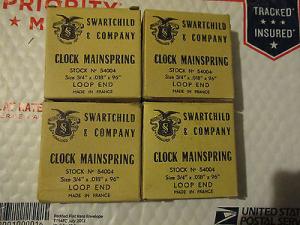 PRIORITY
MAIL
TRACKED
INSURED
SWARTCHILD
& COMPANY
CLOCK MAINSPRING
STOCK Nº 54004
Size 3/4" x .018" x 96"
LOOP END
MADE IN FRANCE
SWARTCHILD
& COMPANY
CLOCK MAINSPRING
STOCK Nº 54004
Size 3/4" x .018" x 96"
LOOP END
MADE IN FRANCE
SWARTCHILD
& COMPANY
CLOCK MAINSPRING
STOCK Nº 54004
Size 3/4" x .018" x 96"
LOOP END
MADE IN FRANCE
SWARTCHILD
& COMPANY
CLOCK MAINSPRING
STOCK Nº 54004
Size 3/4" x .018" x 96"
LOOP END
MADE IN FRANCE
UNITED STATES